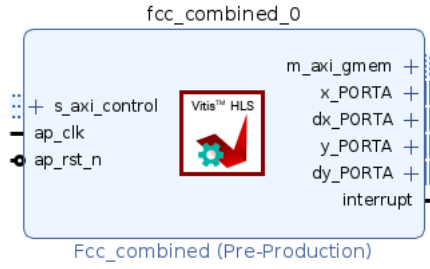 fcc_combined_0
m_axi_gmem
x_PORTA
s_axi_control
Vitis™ HLS
dx_PORTA
ap_clk
y_PORTA
ap_rst_n
dy_PORTA
interrupt
Fcc_combined (Pre-Production)